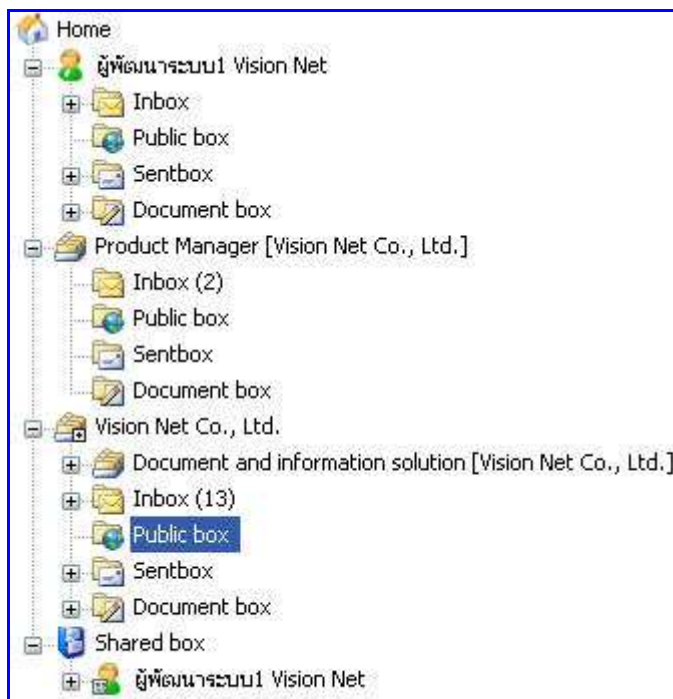 Home
ผู้พัฒนาระบบ1 Vision Net
Inbox
Public box
Sentbox
Document box
Product Manager [Vision Net Co., Ltd.]
Inbox (2)
Public box
Sentbox
Document box
Vision Net Co., Ltd.
Document and information solution [Vision Net Co., Ltd.]
Inbox (13)
Public box
Sentbox
Document box
Shared box
ผู้พัฒนาระบบ1 Vision Net